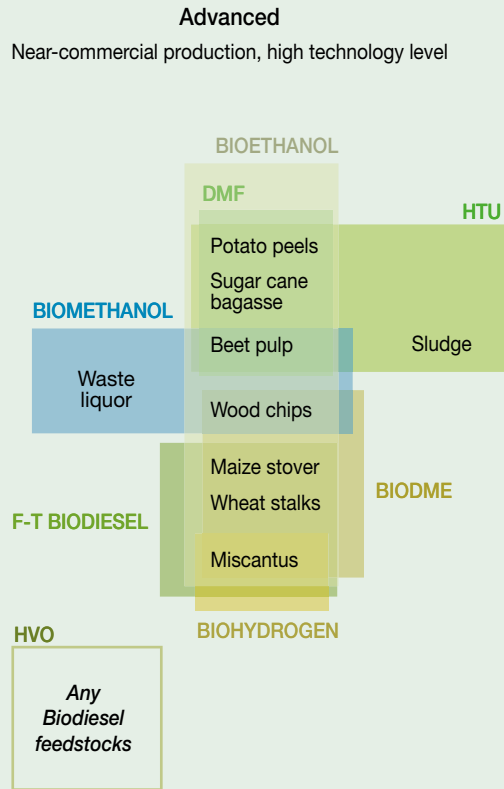 Advanced
Near-commercial production, high technology level
BIOETHANOL
DMF
HTU
Potato peels
Sugar cane
bagasse
BIOMETHANOL
Beet pulp
Sludge
Waste
liquor
Wood chips
Maize stover
BIODME
Wheat stalks
F-T BIODIESEL
Miscantus
BIOHYDROGEN
HVO
Any
Biodiesel
feedstocks